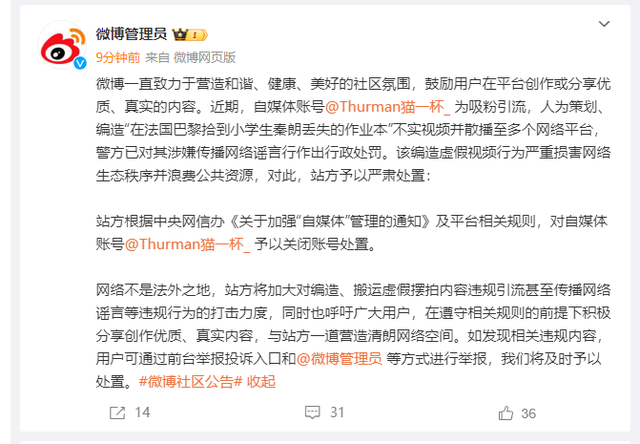 微博管理员 1
9分钟前 来自 微博网页版
微博一直致力于营造和谐、健康、美好的社区氛围，鼓励用户在平台创作或分享优
质、真实的内容。近期，自媒体账号@Thurman猫一杯_ 为吸粉引流，人为策划、
编造“在法国巴黎拾到小学生秦朗丢失的作业本”不实视频并散播至多个网络平台，
警方已对其涉嫌传播网络谣言行作出行政处罚。该编造虚假视频行为严重损害网络
生态秩序并浪费公共资源，对此，站方予以严肃处置：
站方根据中央网信办《关于加强“自媒体”管理的通知》及平台相关规则，对自媒体
账号@Thurman猫一杯_ 予以关闭账号处置。
网络不是法外之地，站方将加大对编造、搬运虚假摆拍内容违规引流甚至传播网络
谣言等违规行为的打击力度，同时也呼吁广大用户，在遵守相关规则的前提下积极
分享创作优质、真实内容，与站方一道营造清朗网络空间。如发现相关违规内容，
用户可通过前台举报投诉入口和@微博管理员 等方式进行举报，我们将及时予以
处置。#微博社区公告# 收起
14 31 36